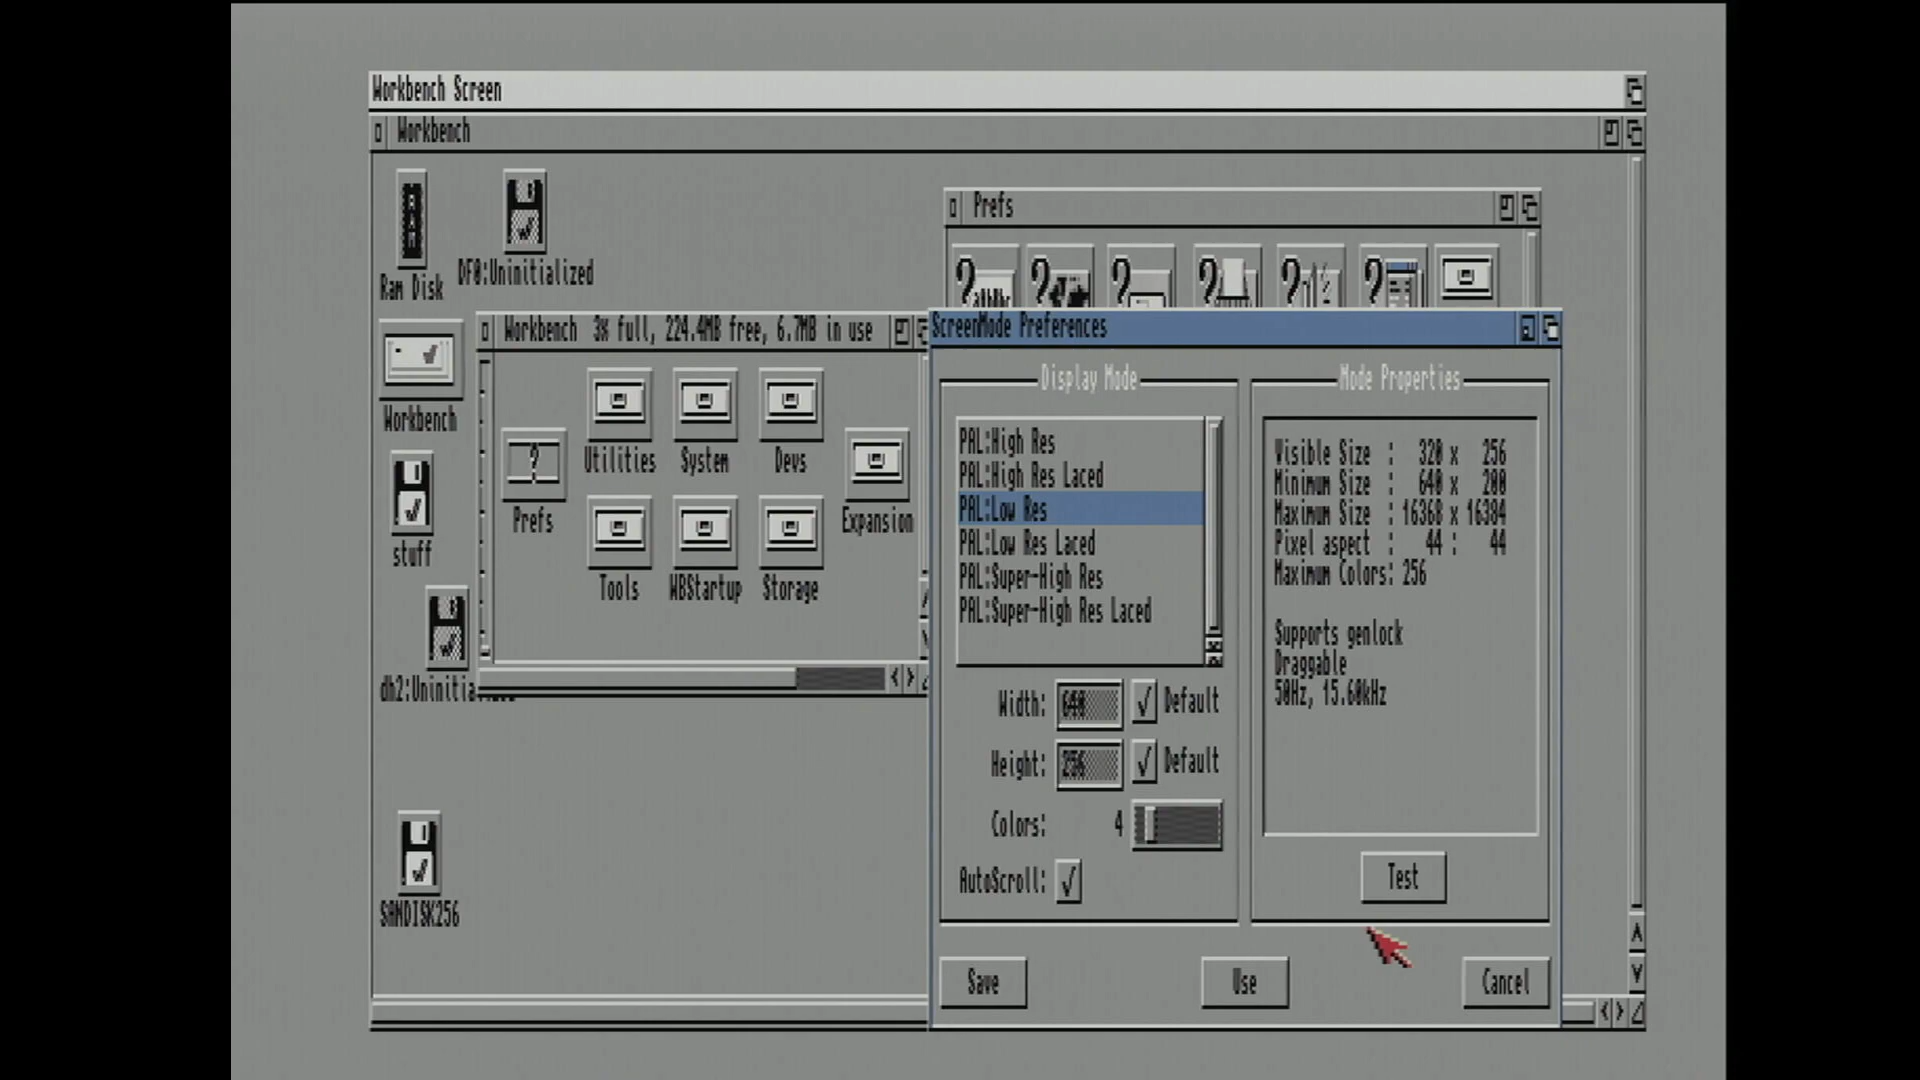 Workbench Screen
Workbench
Ram Disk
DF0:Uninitialized
Workbench
stuff
SANDISK256
Workbench 3% full, 224.4MB free, 6.7MB in use
Prefs
Utilities
System
Devs
Expansion
Tools
WBStartup
Storage
Prefs
ScreenMode Preferences
Display Mode
PAL:High Res
PAL:High Res Laced
PAL:Low Res
PAL:Low Res Laced
PAL:Super-High Res
PAL:Super-High Res Laced
Width: 640 √ Default
Height: 256 √ Default
Colors: 4
AutoScroll: √
Mode Properties
Visible Size : 320 x 256
Minimum Size : 640 x 200
Maximum Size : 16368 x 16384
Pixel aspect : 44 : 44
Maximum Colors: 256
Supports genlock
Draggable
50Hz, 15.60kHz
Test
Save
Use
Cancel